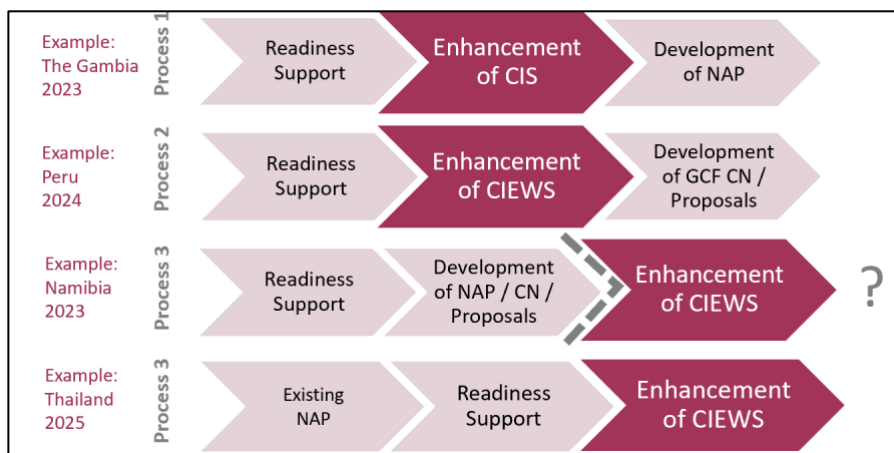 Example:
The Gambia
2023
Process 1
Readiness
Support
Enhancement
of CIS
Development
of NAP
Example:
Peru
2024
Process 2
Readiness
Support
Enhancement
of CIEWS
Development
of GCF CN /
Proposals
Example:
Namibia
2023
Process 3
Readiness
Support
Development
of NAP / CN /
Proposals
Enhancement
of CIEWS
?
Example:
Thailand
2025
Process 3
Existing
NAP
Readiness
Support
Enhancement
of CIEWS